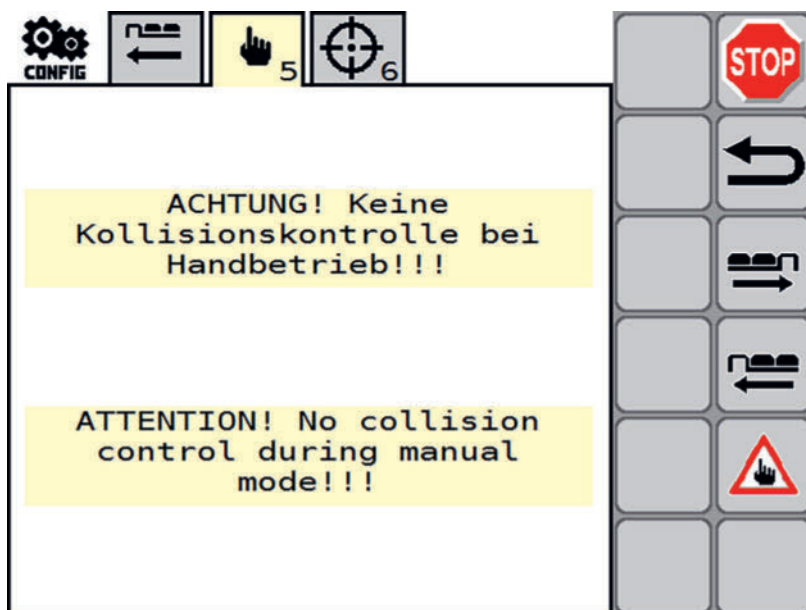 CONFIG
5
6
STOP
ACHTUNG! Keine
Kollisionskontrolle bei
Handbetrieb!!!
ATTENTION! No collision
control during manual
mode!!!